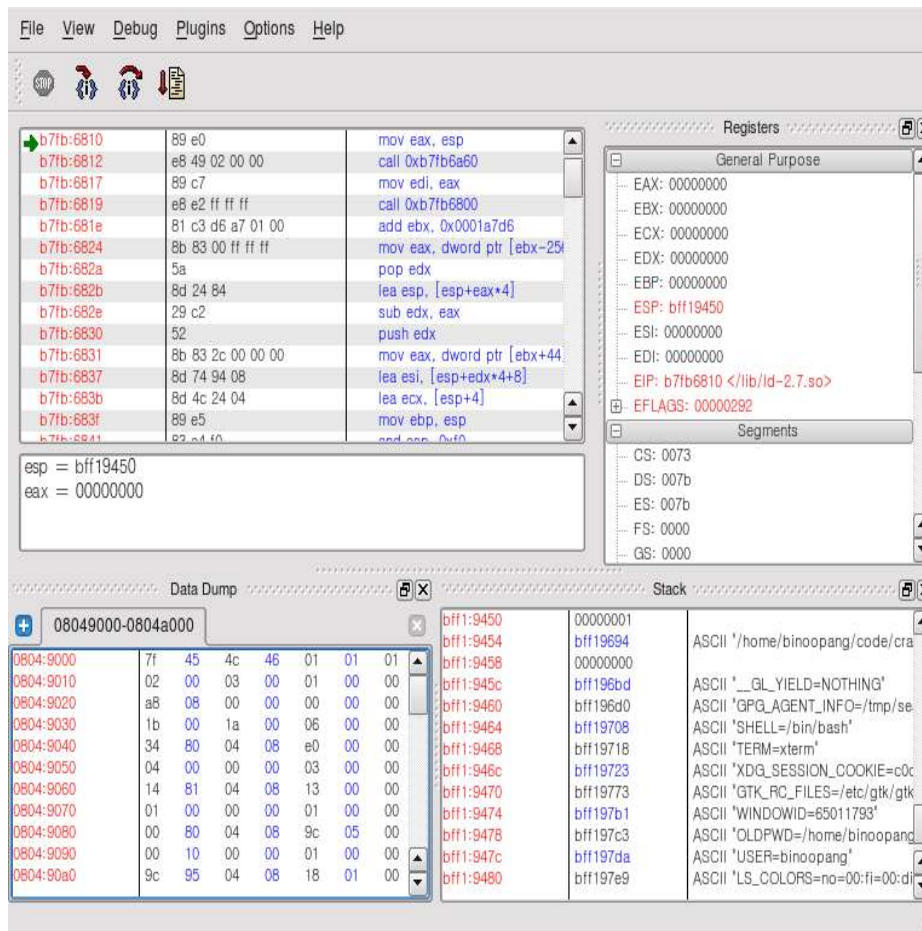 File View Debug Plugins Options Help
STOP
b7fb:6810 89 e0 mov eax, esp
b7fb:6812 e8 49 02 00 00 call 0xb7fb6a60
b7fb:6817 89 c7 mov edi, eax
b7fb:6819 e8 e2 ff ff ff call 0xb7fb6800
b7fb:681e 81 c3 d6 a7 01 00 add ebx, 0x0001a7d6
b7fb:6824 8b 83 00 ff ff ff mov eax, dword ptr [ebx-256
b7fb:682a 5a pop edx
b7fb:682b 8d 24 84 lea esp, [esp+eax*4]
b7fb:682e 29 c2 sub edx, eax
b7fb:6830 52 push edx
b7fb:6831 8b 83 2c 00 00 00 mov eax, dword ptr [ebx+44
b7fb:6837 8d 74 94 08 lea esi, [esp+edx*4+8]
b7fb:683b 8d 4c 24 04 lea ecx, [esp+4]
b7fb:683f 89 e5 mov ebp, esp
b7fb:6841 83 e4 f0 and esp, 0xf0
esp = bff19450
eax = 00000000
Registers
General Purpose
EAX: 00000000
EBX: 00000000
ECX: 00000000
EDX: 00000000
EBP: 00000000
ESP: bff19450
ESI: 00000000
EDI: 00000000
EIP: b7fb6810 </lib/ld-2.7.so>
EFLAGS: 00000292
Segments
CS: 0073
DS: 007b
ES: 007b
FS: 0000
GS: 0000
Data Dump
08049000-0804a000
0804:9000 7f 45 4c 46 01 01 01
0804:9010 02 00 03 00 01 00 00
0804:9020 a8 08 00 00 00 00 00
0804:9030 1b 00 1a 00 06 00 00
0804:9040 34 80 04 08 e0 00 00
0804:9050 04 00 00 00 03 00 00
0804:9060 14 81 04 08 13 00 00
0804:9070 01 00 00 00 01 00 00
0804:9080 00 80 04 08 9c 05 00
0804:9090 00 10 00 00 01 00 00
0804:90a0 9c 95 04 08 18 01 00
Stack
bff1:9450 00000001
bff1:9454 bff19694 ASCII "/home/binoopang/code/cra
bff1:9458 00000000
bff1:945c bff196bd ASCII "__GL_YIELD=NOTHING"
bff1:9460 bff196d0 ASCII "GPG_AGENT_INFO=/tmp/se
bff1:9464 bff19708 ASCII "SHELL=/bin/bash"
bff1:9468 bff19718 ASCII "TERM=xterm"
bff1:946c bff19723 ASCII "XDG_SESSION_COOKIE=c0c
bff1:9470 bff19773 ASCII "GTK_RC_FILES=/etc/gtk/gtk
bff1:9474 bff197b1 ASCII "WINDOWID=65011793"
bff1:9478 bff197c3 ASCII "OLDPWD=/home/binoopang
bff1:947c bff197da ASCII "USER=binoopang"
bff1:9480 bff197e9 ASCII "LS_COLORS=no=00:fi=00:di